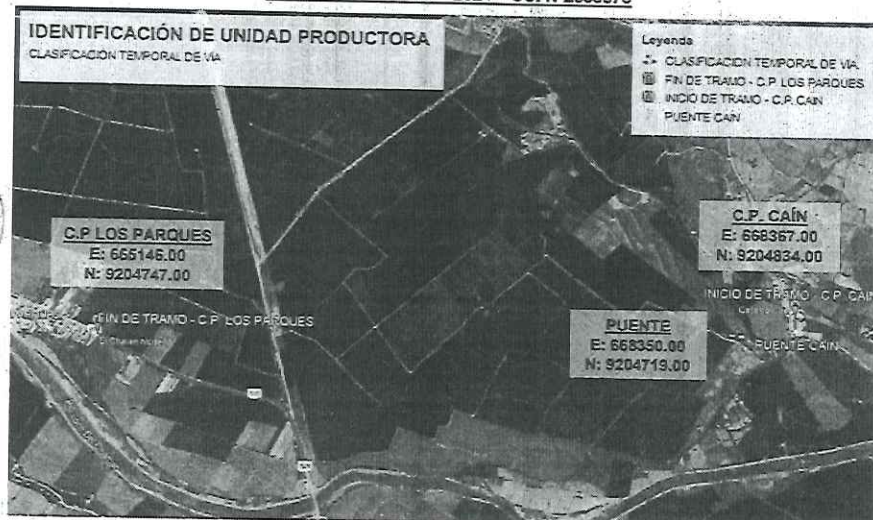 IDENTIFICACIÓN DE UNIDAD PRODUCTORA
CLASIFICACION TEMPORAL DE VIA
Leyenda
CLASIFICACION TEMPORAL DE VIA
FIN DE TRAMO - C.P. LOS PARQUES
INICIO DE TRAMO - C.P. CAIN
PUENTE CAIN
C.P LOS PARQUES
E: 665146.00
N: 9204747.00
C.P. CAÍN
E: 668367.00
N: 9204834.00
INICIO DE TRAMO - C.P. CAIN
FIN DE TRAMO - C.P. LOS PARQUES
PUENTE
E: 668350.00
N: 9204719.00
PUENTE CAIN